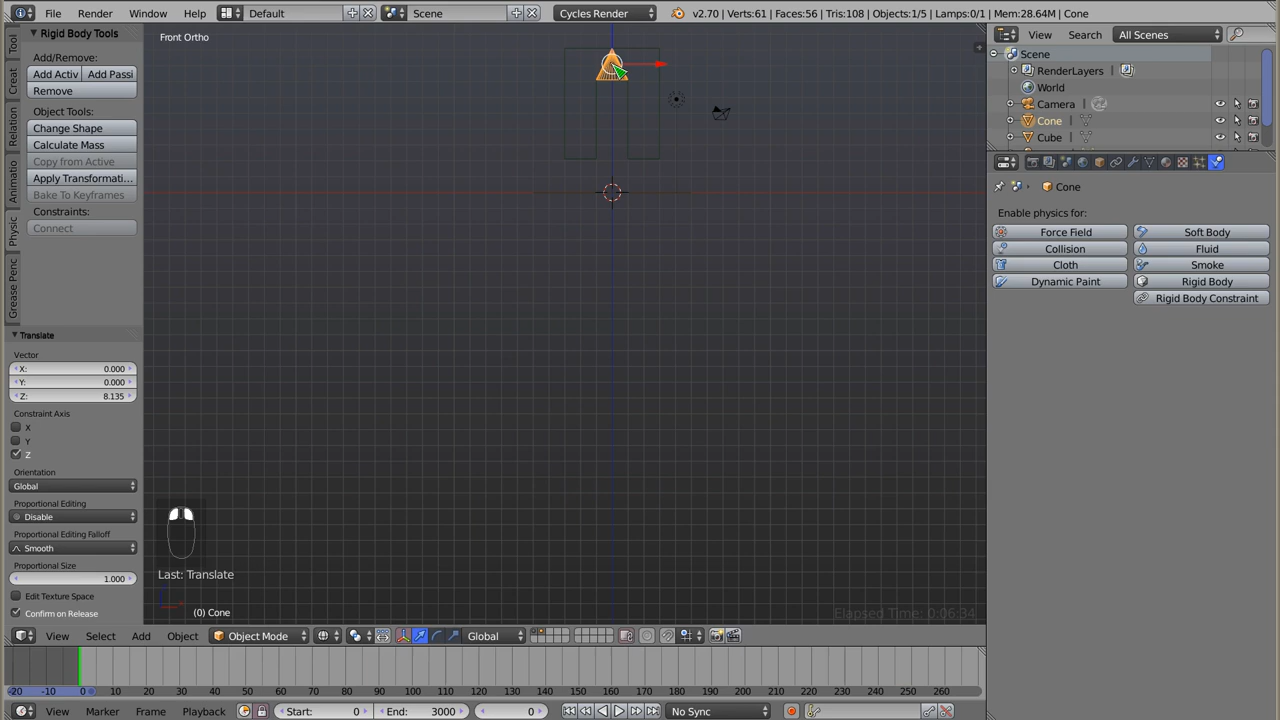 File Render Window Help Default Scene Cycles Render v2.70 | Verts:61 | Faces:56 | Tris:108 | Objects:1/5 | Lamps:0/1 | Mem:28.64M | Cone
Rigid Body Tools
Add/Remove:
Add Activ Add Passi
Remove
Object Tools:
Change Shape
Calculate Mass
Copy from Active
Apply Transformati...
Bake To Keyframes
Constraints:
Connect
Tool
Creat
Relation
Animatio
Physic
Grease Penc
Translate
Vector
X: 0.000
Y: 0.000
Z: 8.135
Constraint Axis
X
Y
Z
Orientation
Global
Proportional Editing
Disable
Proportional Editing Falloff
Smooth
Proportional Size
1.000
Edit Texture Space
Confirm on Release
Front Ortho
Last: Translate
(0) Cone
Elapsed Time: 0:06:34
View Search All Scenes
Scene
RenderLayers
World
Camera
Cone
Cube
Cone
Enable physics for:
Force Field Soft Body
Collision Fluid
Cloth Smoke
Dynamic Paint Rigid Body
Rigid Body Constraint
View Select Add Object Object Mode Global
-20 -10 0 10 20 30 40 50 60 70 80 90 100 110 120 130 140 150 160 170 180 190 200 210 220 230 240 250 260
View Marker Frame Playback Start: 0 End: 3000 0 No Sync